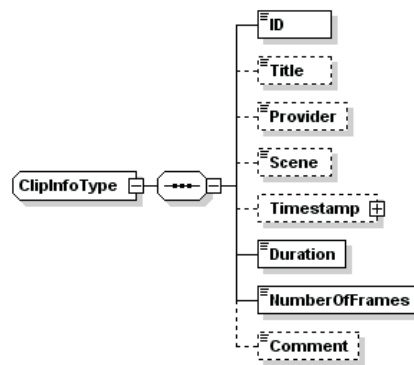 ID
Title
Provider
Scene
ClipInfoType
Timestamp
Duration
NumberOfFrames
Comment